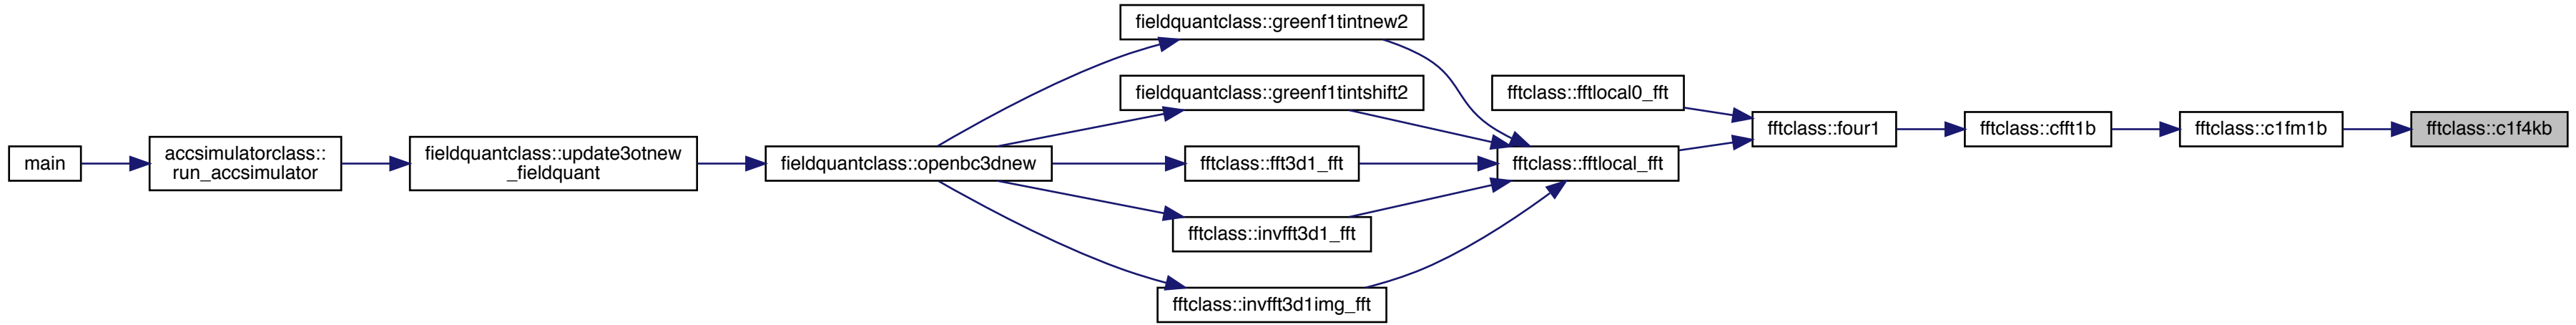 main
accsimulatorclass::
run_accsimulator
fieldquantclass::update3otnew
_fieldquant
fieldquantclass::openbc3dnew
fieldquantclass::greenf1tintnew2
fieldquantclass::greenf1tintshift2
fftclass::fft3d1_fft
fftclass::invfft3d1_fft
fftclass::invfft3d1img_fft
fftclass::fftlocal0_fft
fftclass::fftlocal_fft
fftclass::four1
fftclass::cfft1b
fftclass::c1fm1b
fftclass::c1f4kb